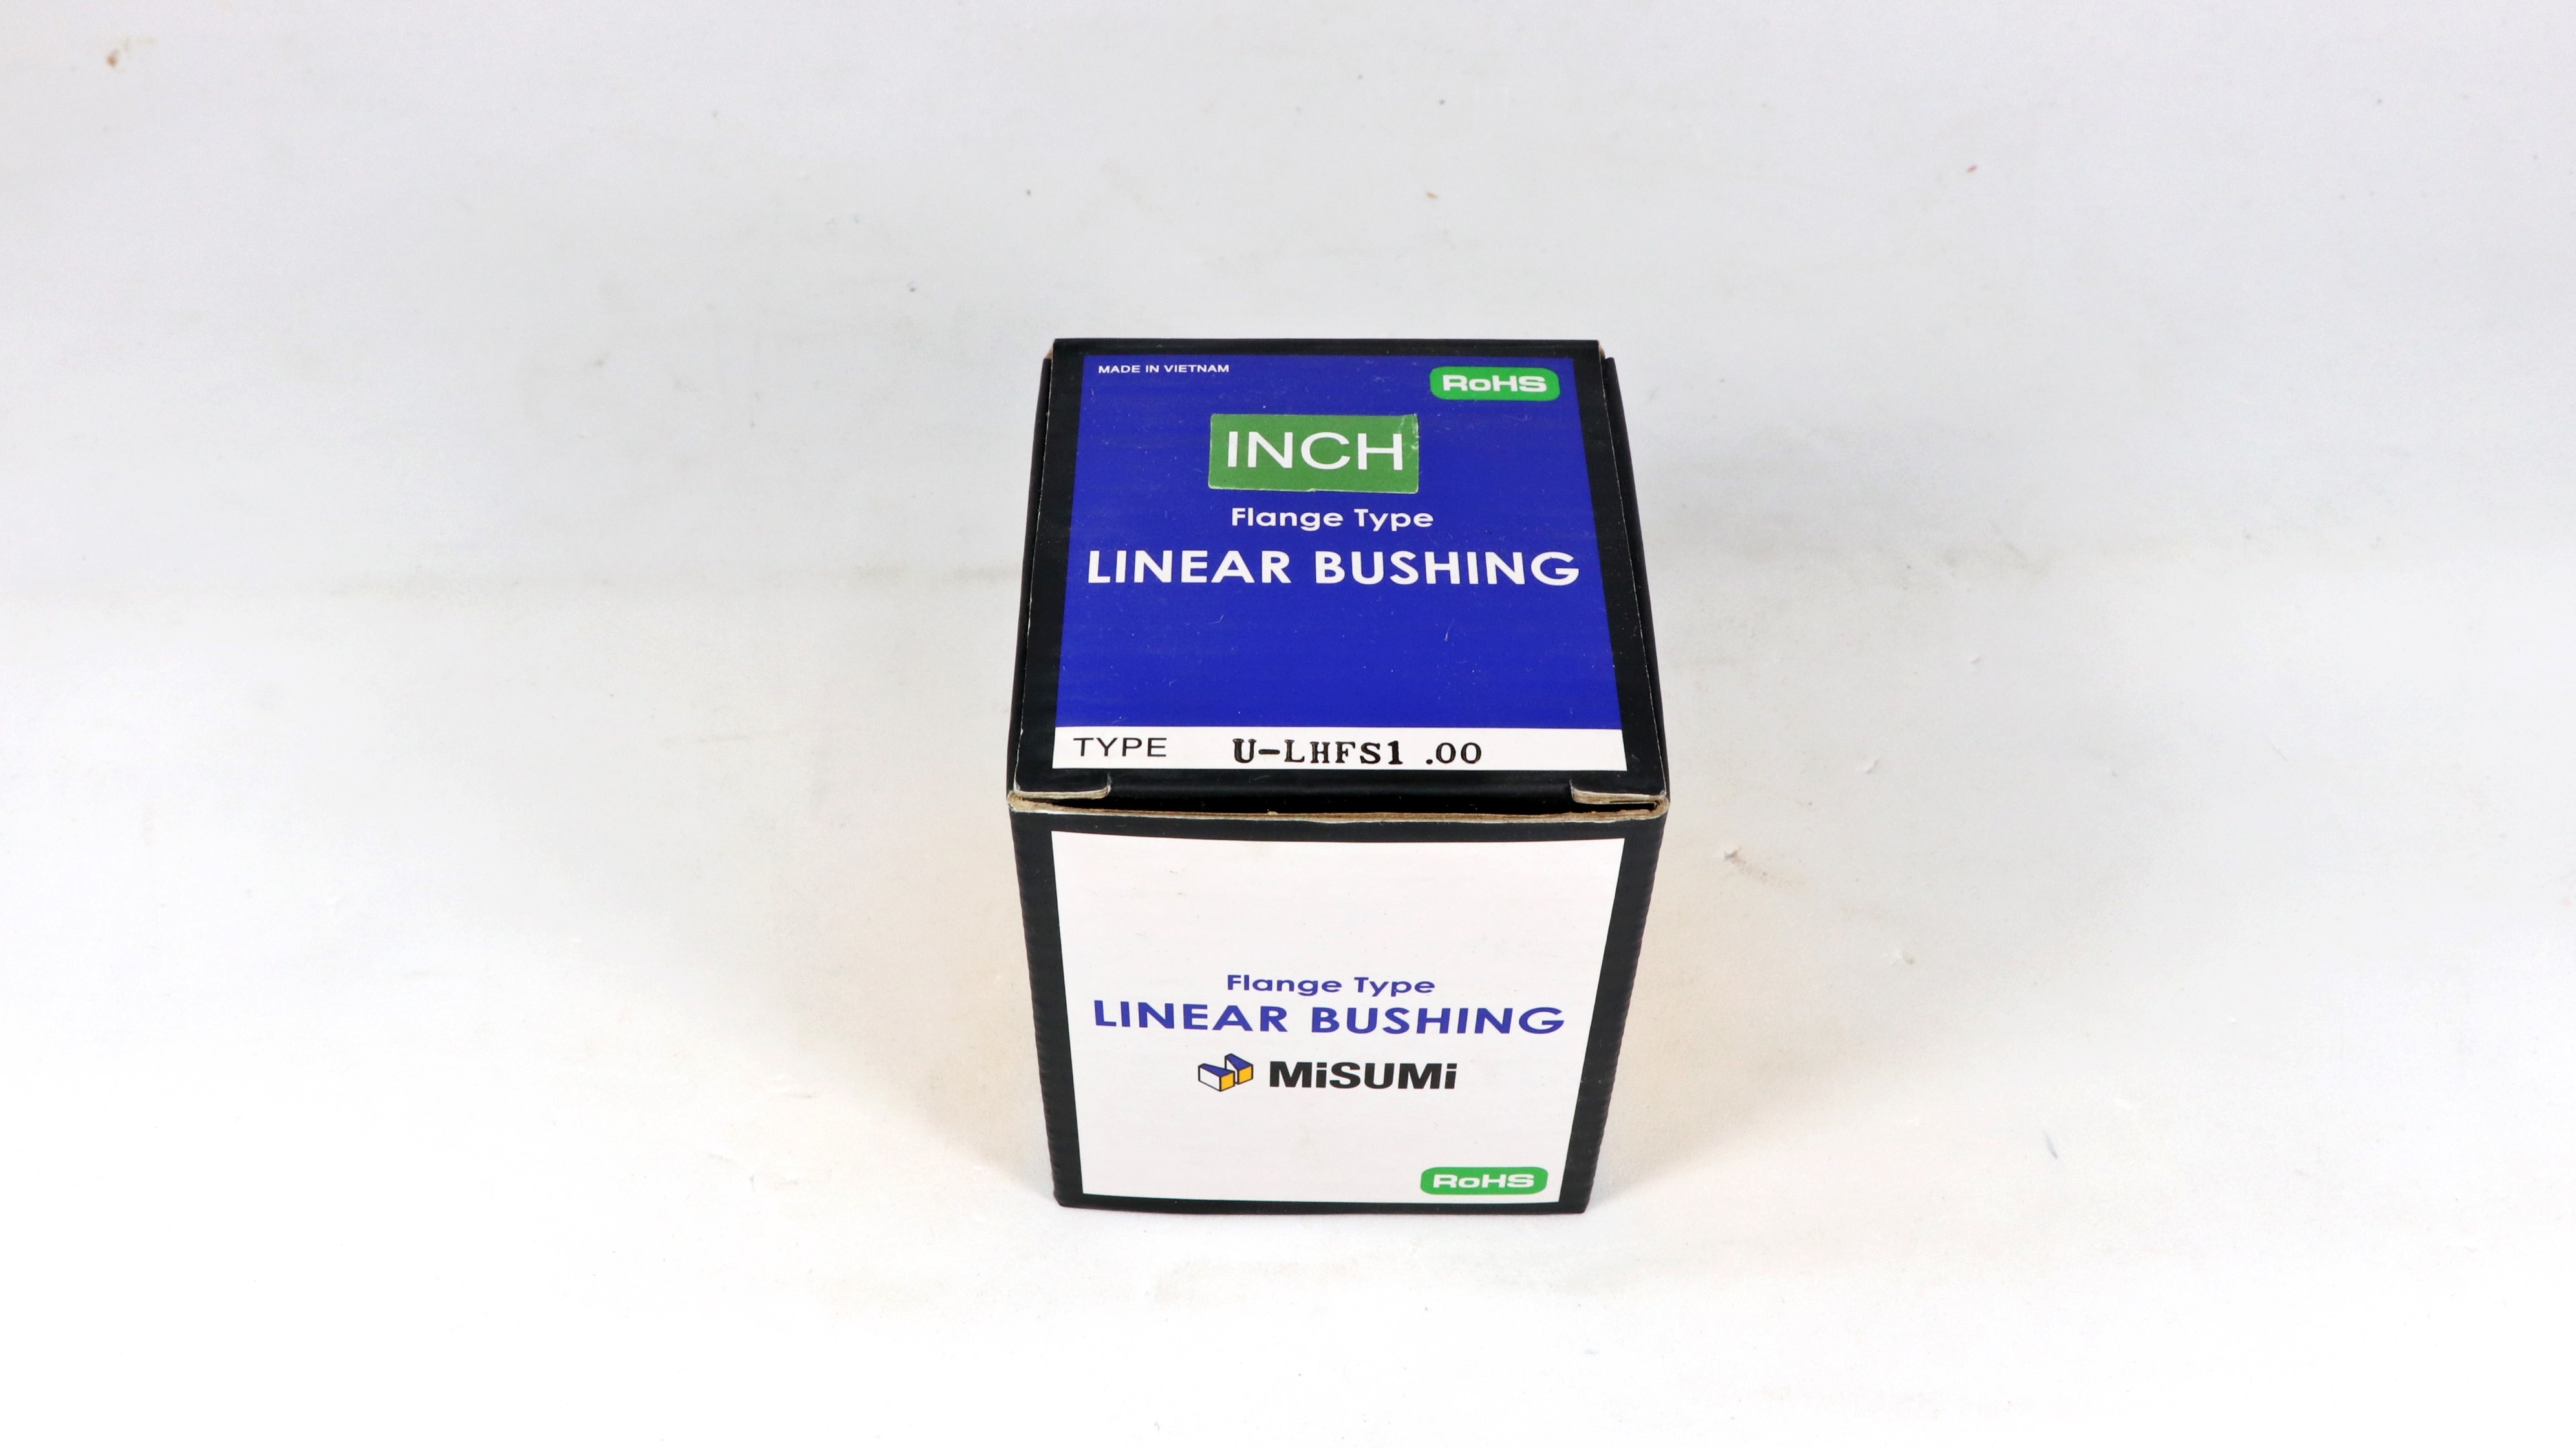 MADE IN VIETNAM
RoHS
INCH
Flange Type
LINEAR BUSHING
TYPE U-LHFS1.00
Flange Type
LINEAR BUSHING
MiSUMi
RoHS